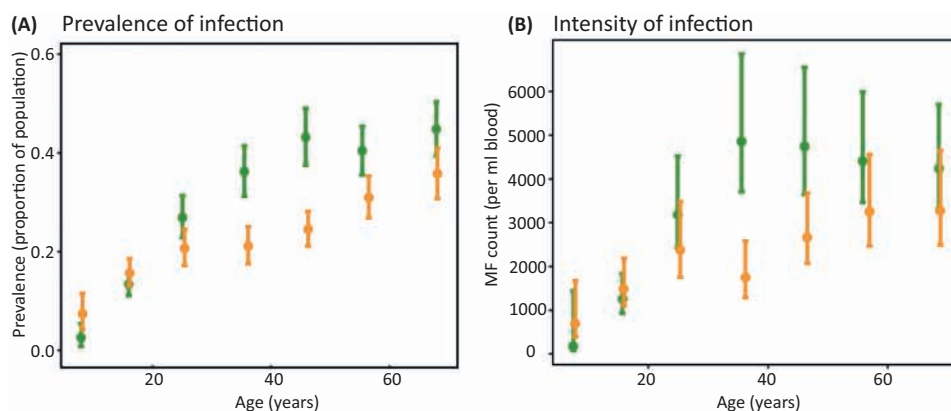 (A) Prevalence of infection
Prevalence (proportion of population)
0.6
0.4
0.2
0.0
20
40
60
Age (years)
(B) Intensity of infection
MF count (per ml blood)
6000
5000
4000
3000
2000
1000
0
20
40
60
Age (years)